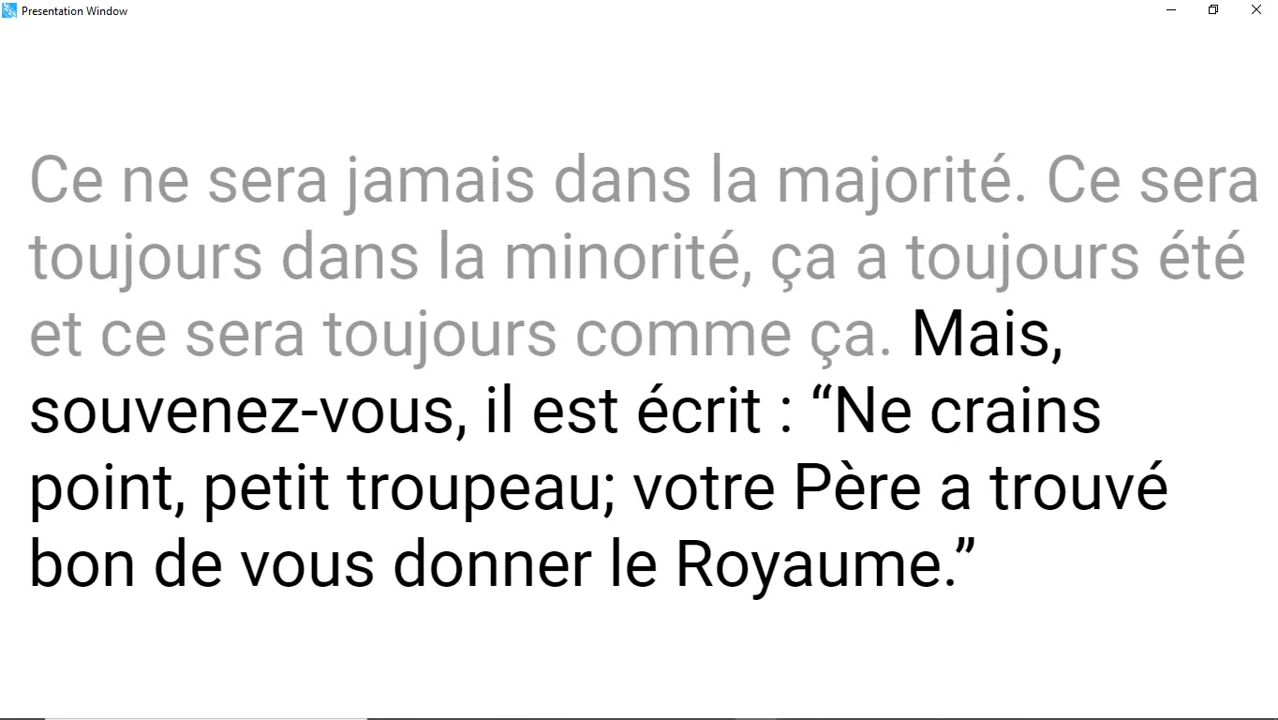 Presentation Window
Ce ne sera jamais dans la majorité. Ce sera
toujours dans la minorité, ça a toujours été
et ce sera toujours comme ça. Mais,
souvenez-vous, il est écrit : “Ne crains
point, petit troupeau; votre Père a trouvé
bon de vous donner le Royaume.”